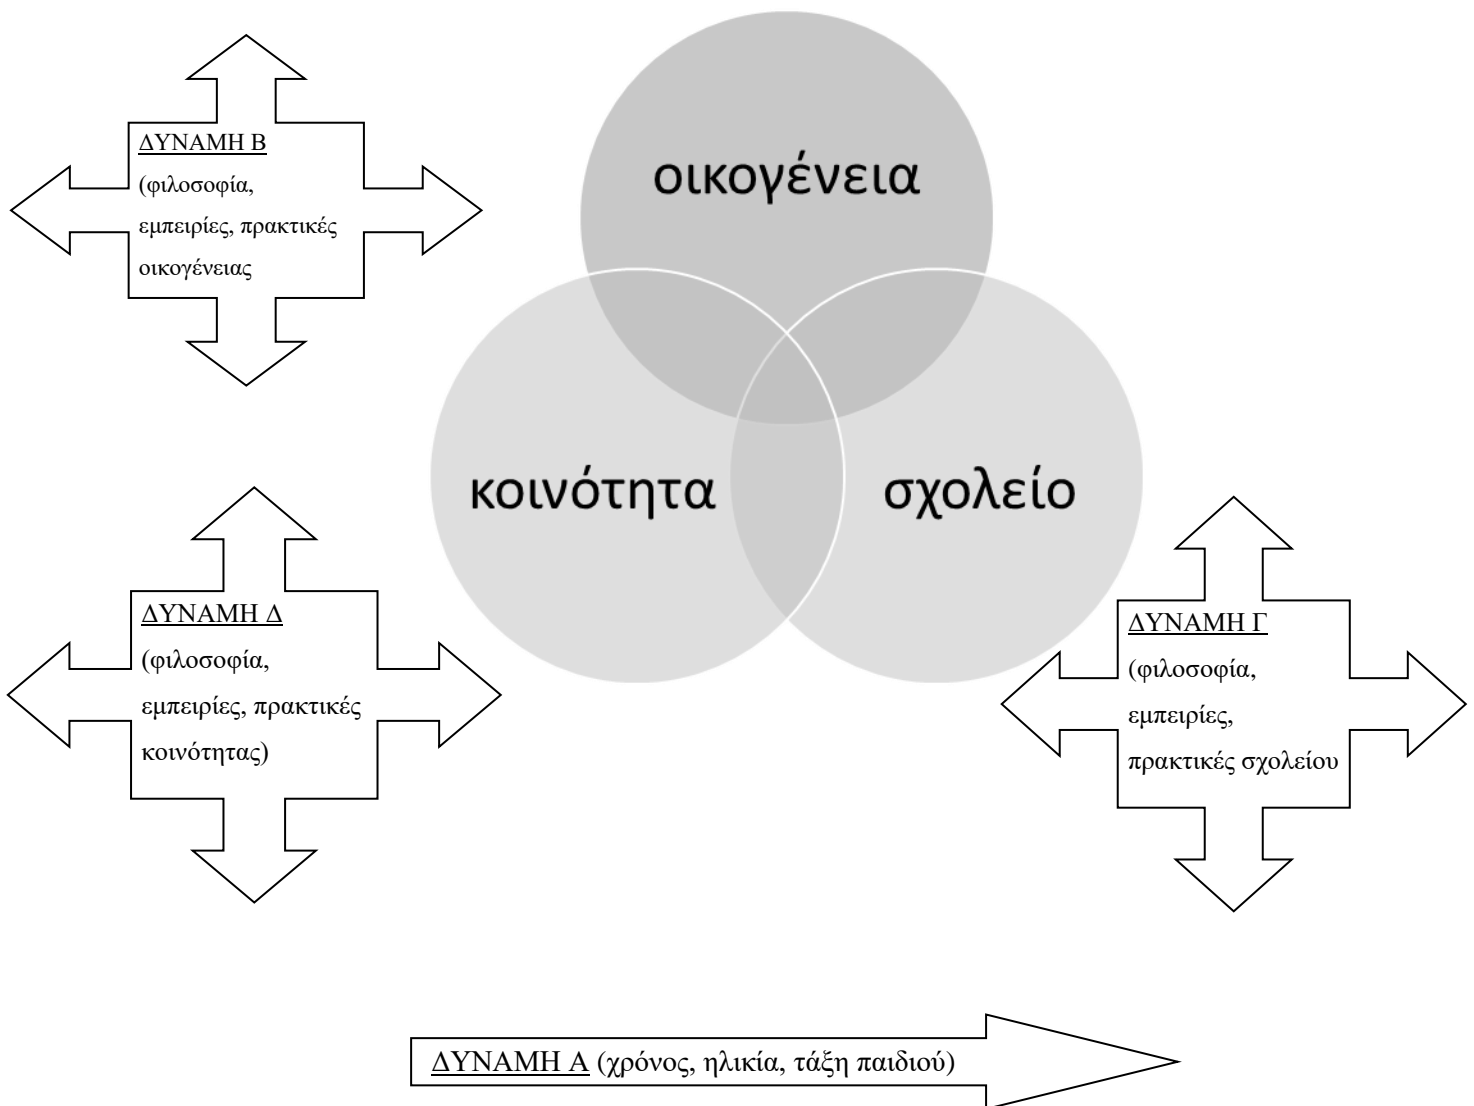 ΔΥΝΑΜΗ Β
(φιλοσοφία,
εμπειρίες, πρακτικές
οικογένειας
οικογένεια
κοινότητα
σχολείο
ΔΥΝΑΜΗ Δ
(φιλοσοφία,
εμπειρίες, πρακτικές
κοινότητας)
ΔΥΝΑΜΗ Γ
(φιλοσοφία,
εμπειρίες,
πρακτικές σχολείου
ΔΥΝΑΜΗ Α (χρόνος, ηλικία, τάξη παιδιού)